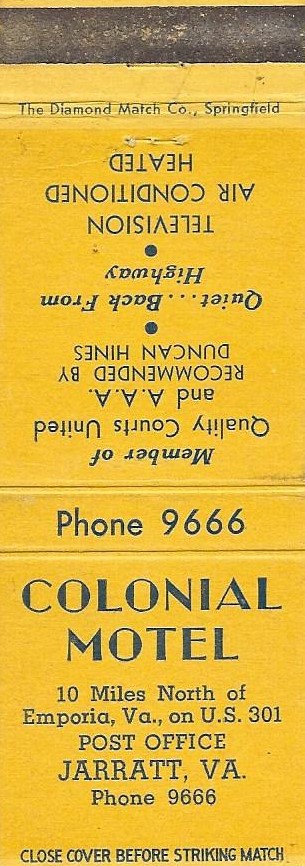 The Diamond Match Co., Springfield
Member of
Quality Courts United
and A.A.A.
RECOMMENDED BY
DUNCAN HINES
●
Quiet...Back From
Highway
●
TELEVISION
AIR CONDITIONED
HEATED
Phone 9666
COLONIAL
MOTEL
10 Miles North of
Emporia, Va., on U.S. 301
POST OFFICE
JARRATT, VA.
Phone 9666
CLOSE COVER BEFORE STRIKING MATCH